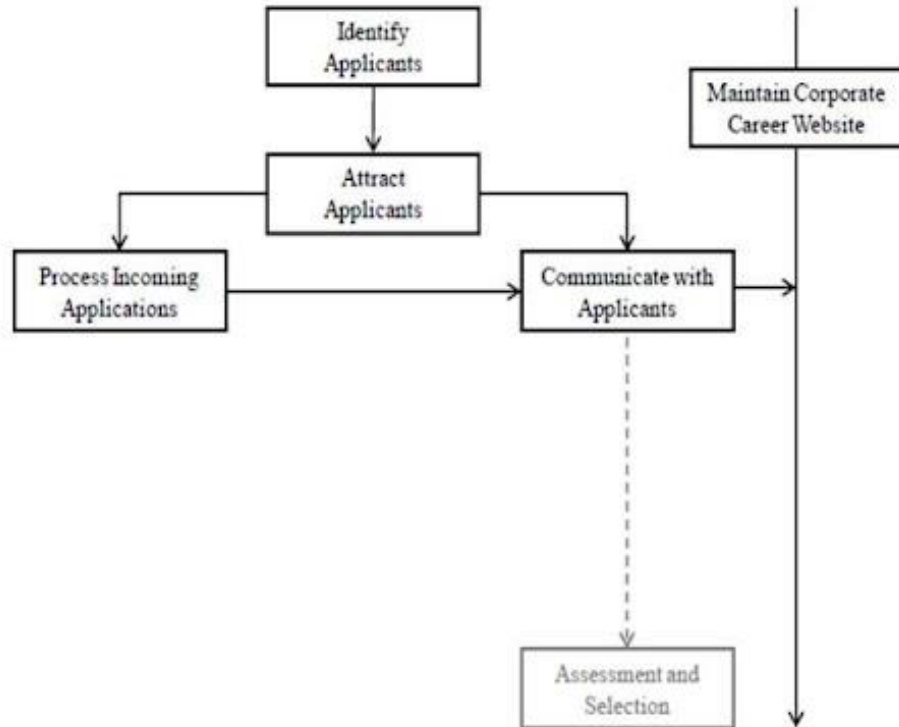 Identify
Applicants
Maintain Corporate
Career Website
Attract
Applicants
Process Incoming
Applications
Communicate with
Applicants
Assessment and
Selection